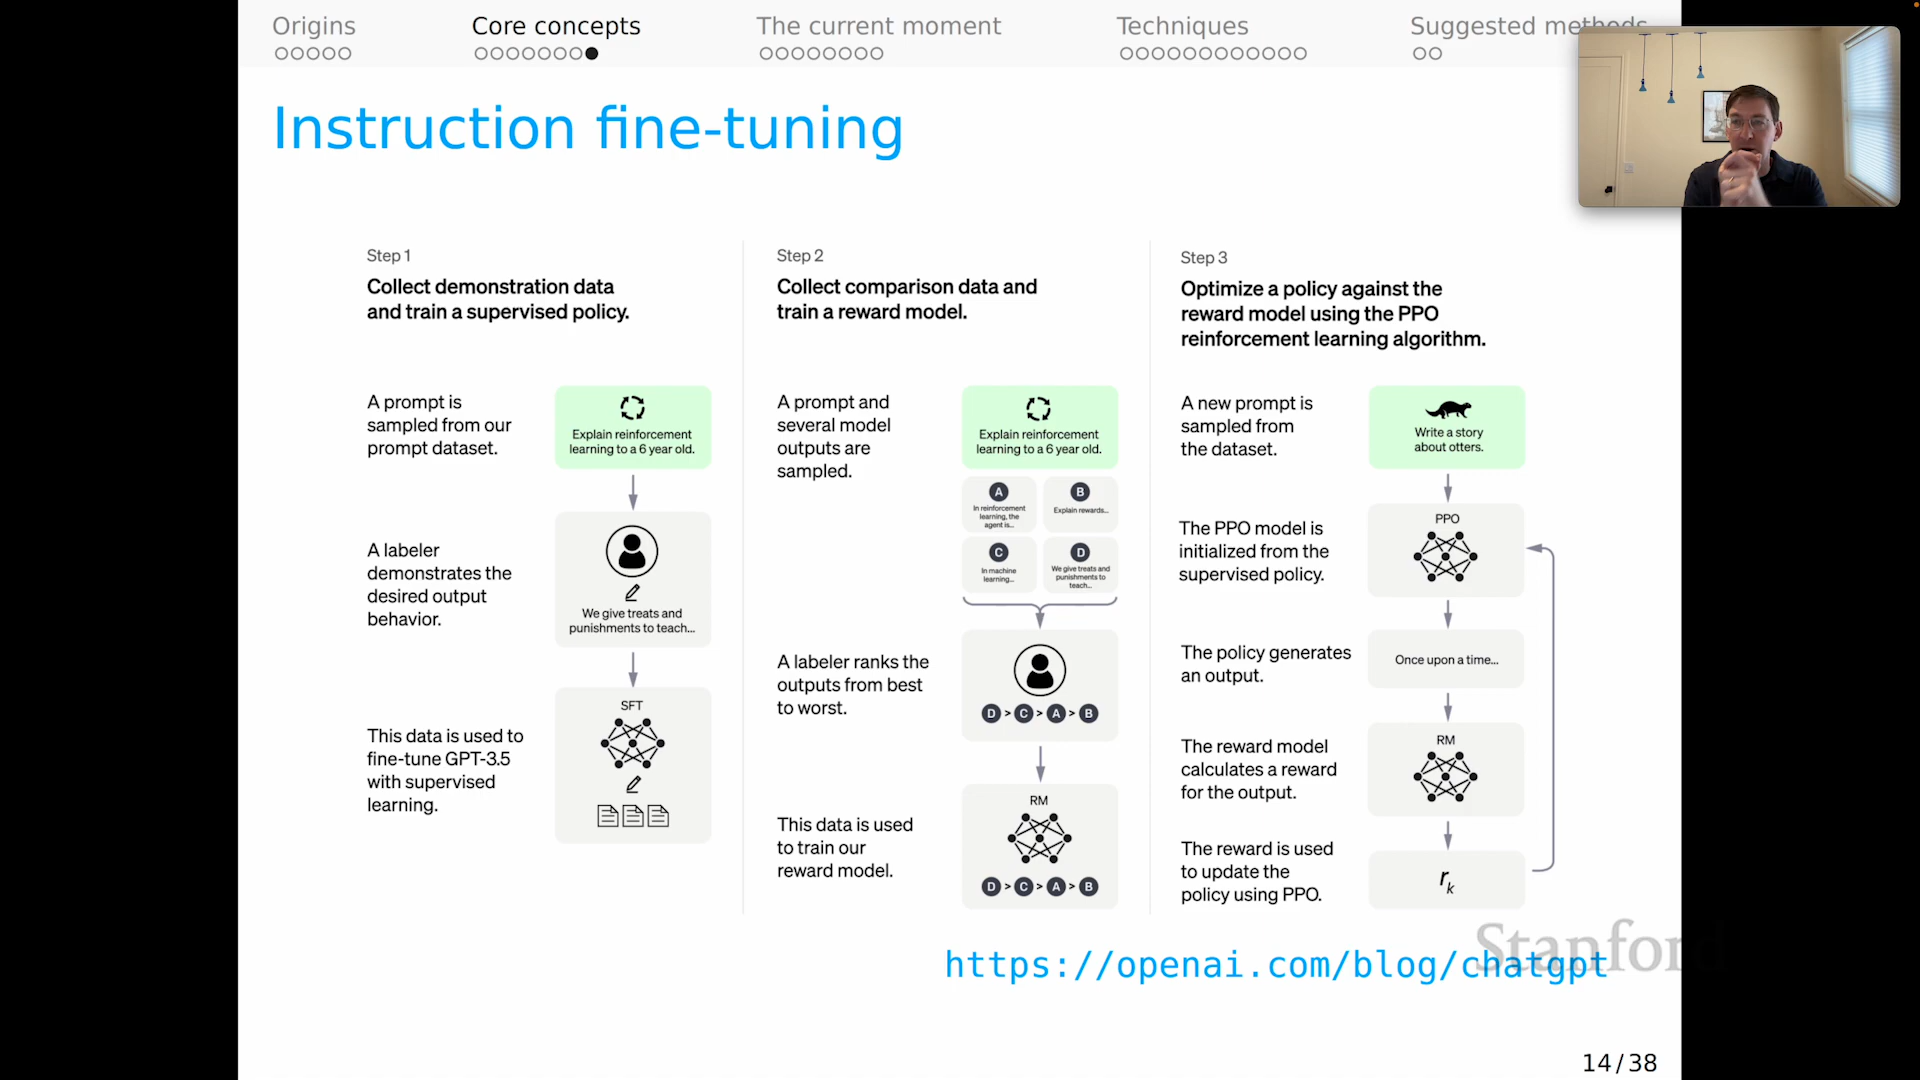 Origins
Core concepts
The current moment
Techniques
Suggested methods
Instruction fine-tuning
Step 1
Collect demonstration data
and train a supervised policy.
A prompt is
sampled from our
prompt dataset.
Explain reinforcement
learning to a 6 year old.
A labeler
demonstrates the
desired output
behavior.
We give treats and
punishments to teach...
This data is used to
fine-tune GPT-3.5
with supervised
learning.
SFT
Step 2
Collect comparison data and
train a reward model.
A prompt and
several model
outputs are
sampled.
Explain reinforcement
learning to a 6 year old.
A
In reinforcement
learning, the
agent is...
B
Explain rewards...
C
In machine
learning...
D
We give treats and
punishments to
teach...
A labeler ranks the
outputs from best
to worst.
D > C > A > B
This data is used
to train our
reward model.
RM
D > C > A > B
Step 3
Optimize a policy against the
reward model using the PPO
reinforcement learning algorithm.
A new prompt is
sampled from
the dataset.
Write a story
about otters.
The PPO model is
initialized from the
supervised policy.
PPO
The policy generates
an output.
Once upon a time...
The reward model
calculates a reward
for the output.
RM
The reward is used
to update the
policy using PPO.
rk
Stanford
https://openai.com/blog/chatgpt
14/38